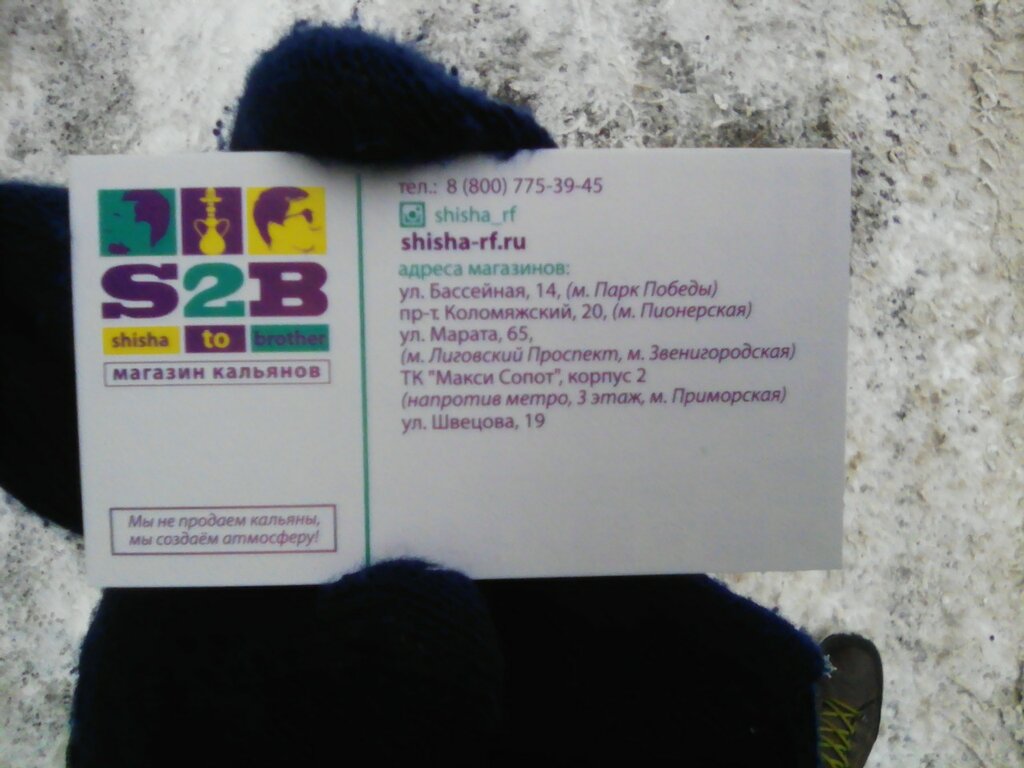 S2B
shisha to brother
магазин кальянов
Мы не продаем кальяны,
мы создаём атмосферу!
тел.: 8 (800) 775-39-45
shisha_rf
shisha-rf.ru
адреса магазинов:
ул. Бассейная, 14, (м. Парк Победы)
пр-т. Коломяжский, 20, (м. Пионерская)
ул. Марата, 65,
(м. Лиговский Проспект, м. Звенигородская)
ТК "Макси Сопот", корпус 2
(напротив метро, 3 этаж, м. Приморская)
ул. Швецова, 19